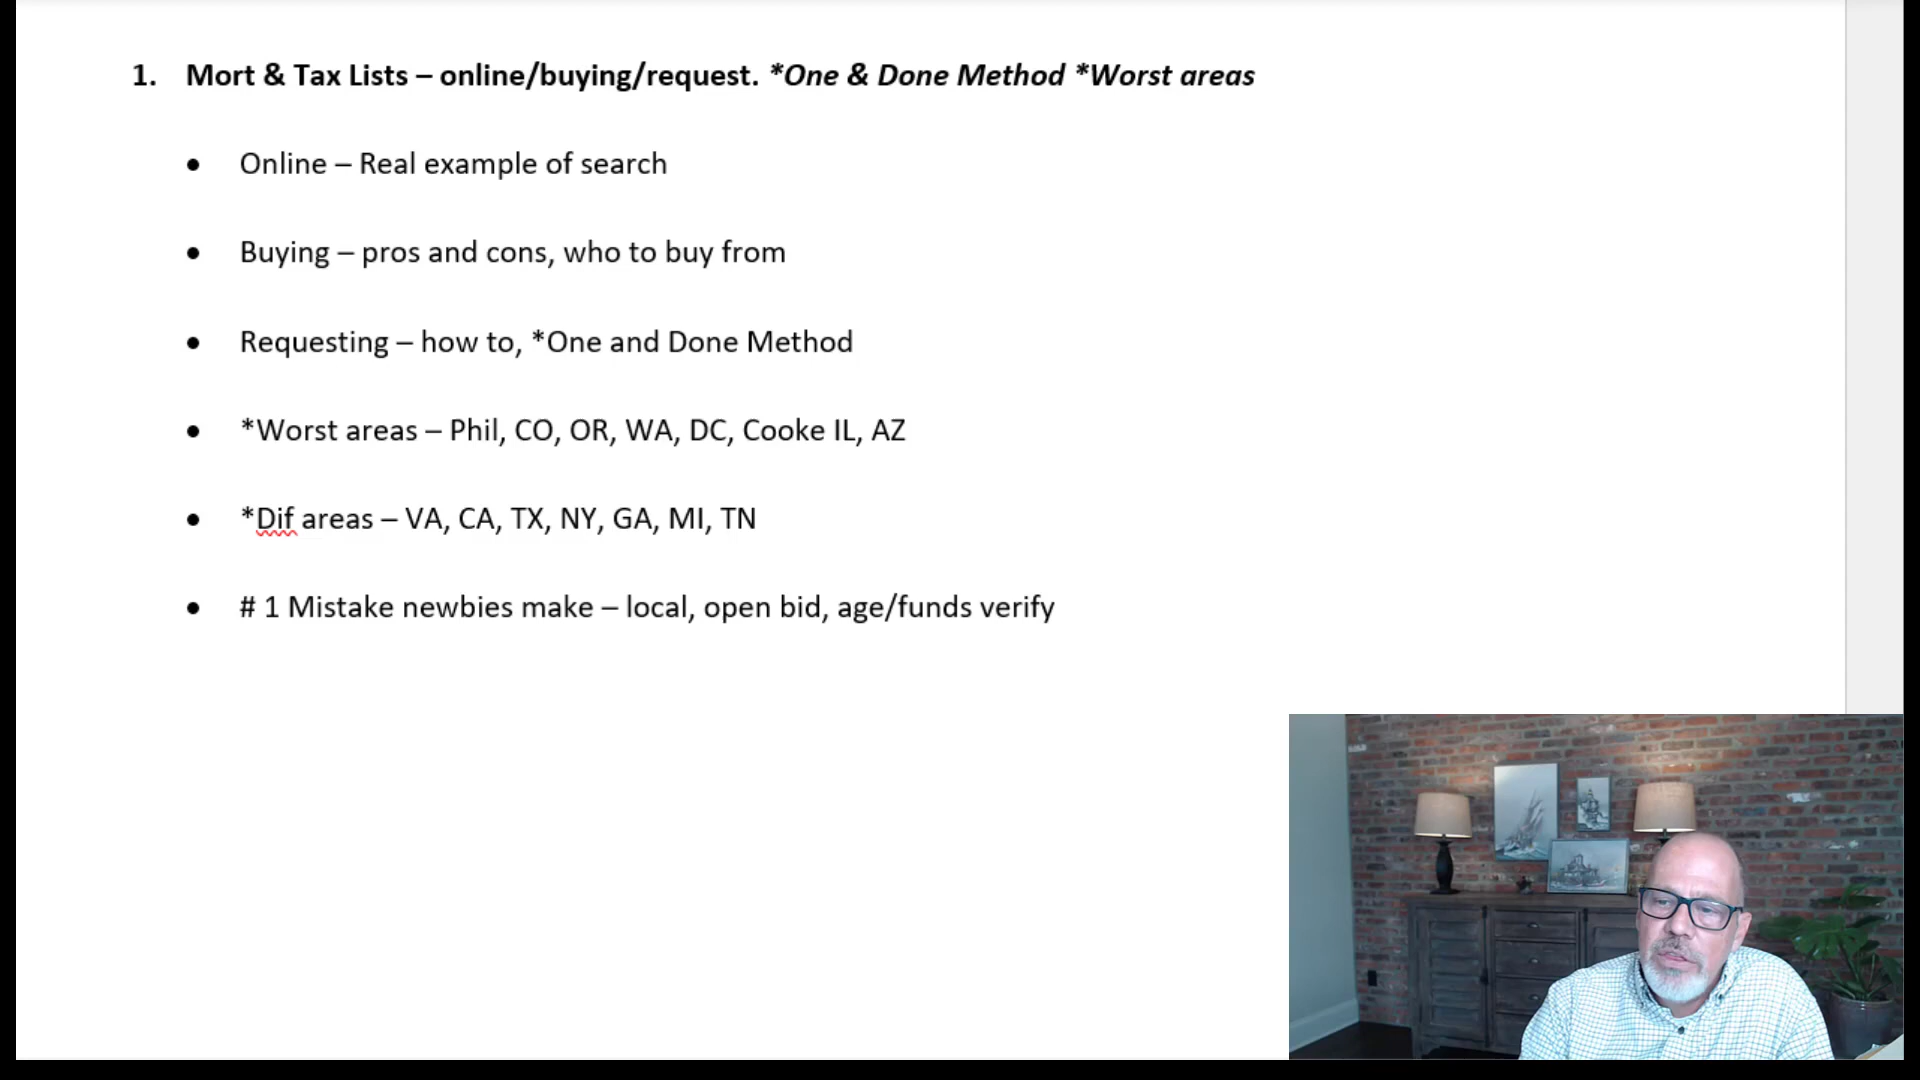 1. Mort & Tax Lists – online/buying/request. *One & Done Method *Worst areas
• Online – Real example of search
• Buying – pros and cons, who to buy from
• Requesting – how to, *One and Done Method
• *Worst areas – Phil, CO, OR, WA, DC, Cooke IL, AZ
• *Dif areas – VA, CA, TX, NY, GA, MI, TN
• # 1 Mistake newbies make – local, open bid, age/funds verify